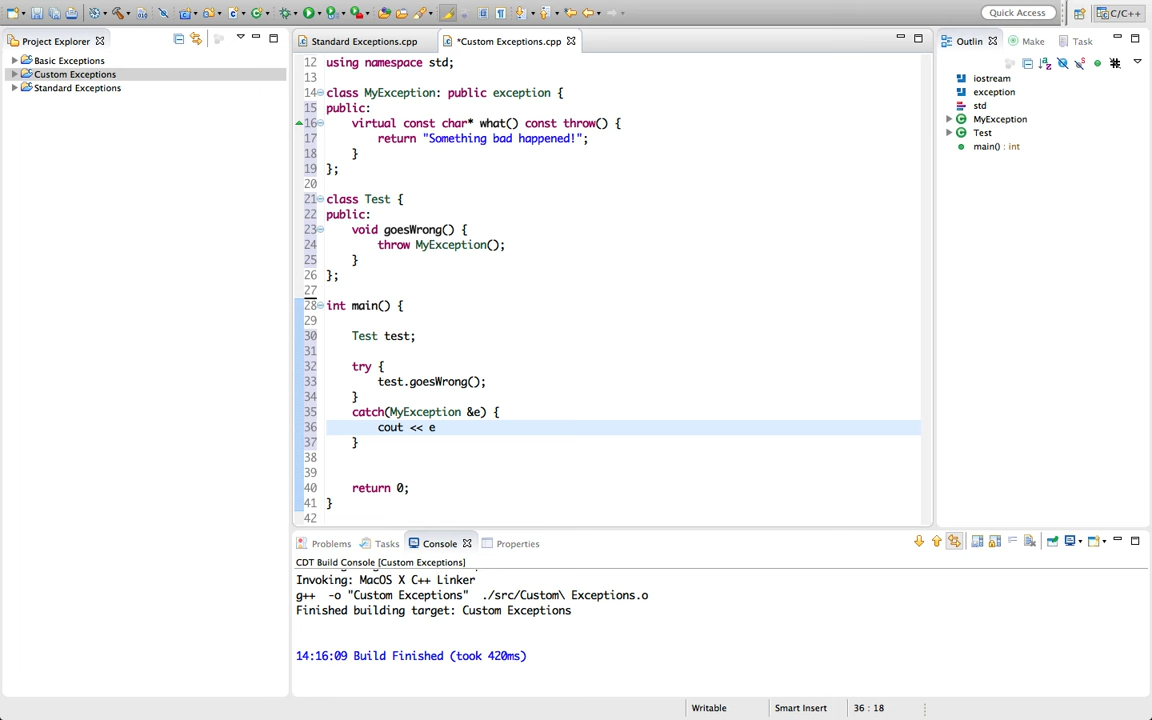 Quick Access
C/C++
Project Explorer
Basic Exceptions
Custom Exceptions
Standard Exceptions
Standard Exceptions.cpp
*Custom Exceptions.cpp
12 using namespace std;
13
14 class MyException: public exception {
15 public:
16 virtual const char* what() const throw() {
17 return "Something bad happened!";
18 }
19 };
20
21 class Test {
22 public:
23 void goesWrong() {
24 throw MyException();
25 }
26 };
27
28 int main() {
29
30 Test test;
31
32 try {
33 test.goesWrong();
34 }
35 catch(MyException &e) {
36 cout << e
37 }
38
39
40 return 0;
41 }
42
Outlin
Make
Task
iostream
exception
std
MyException
Test
main() : int
Problems
Tasks
Console
Properties
CDT Build Console [Custom Exceptions]
Invoking: MacOS X C++ Linker
g++ -o "Custom Exceptions" ./src/Custom\ Exceptions.o
Finished building target: Custom Exceptions
14:16:09 Build Finished (took 420ms)
Writable
Smart Insert
36 : 18